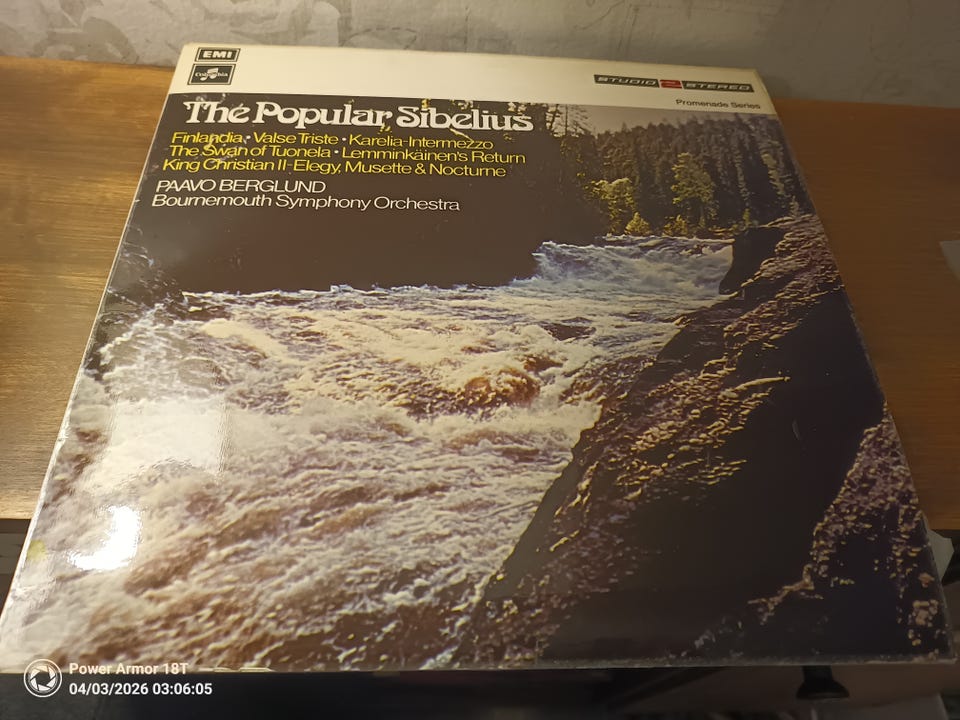 EMI
Columbia
STUDIO 2 STEREO
Promenade Series
The Popular Sibelius
Finlandia • Valse Triste • Karelia-Intermezzo
The Swan of Tuonela • Lemminkäinen's Return
King Christian II-Elegy, Musette & Nocturne
PAAVO BERGLUND
Bournemouth Symphony Orchestra
Power Armor 18T
04/03/2026 03:06:05